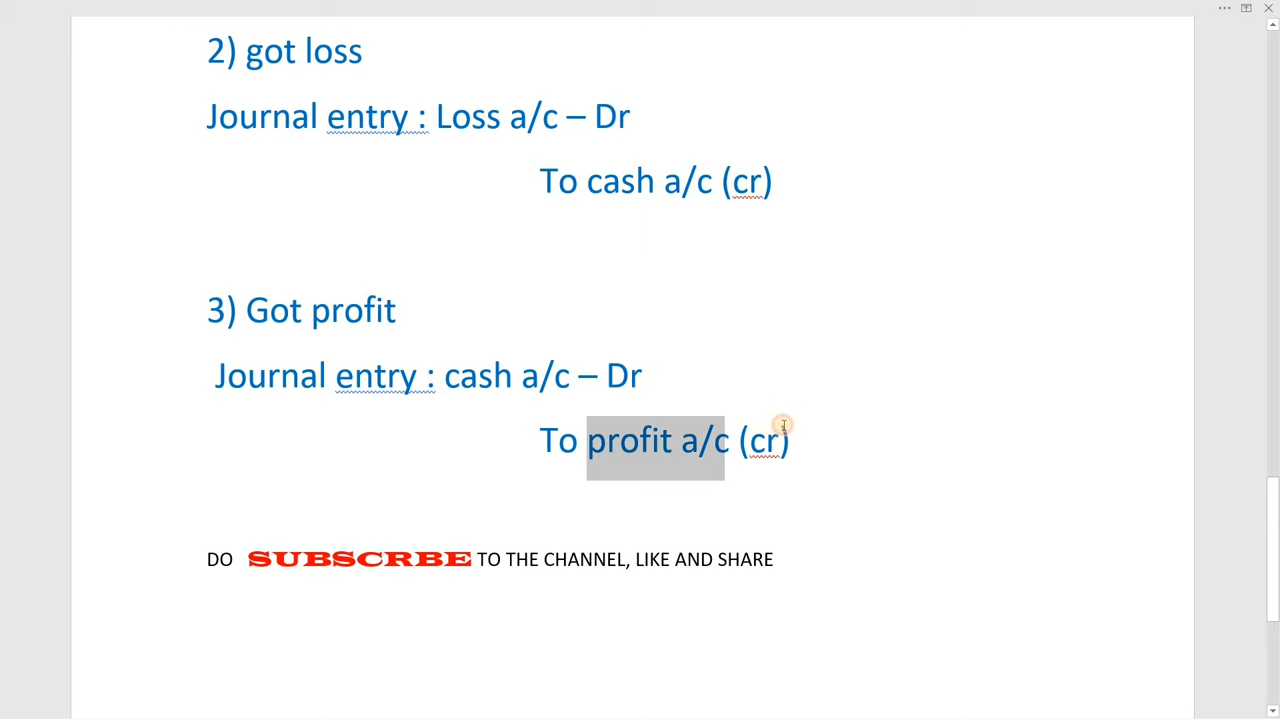 2) got loss
Journal entry : Loss a/c – Dr
To cash a/c (cr)
3) Got profit
Journal entry : cash a/c – Dr
To profit a/c (cr)
DO SUBSCRBE TO THE CHANNEL, LIKE AND SHARE